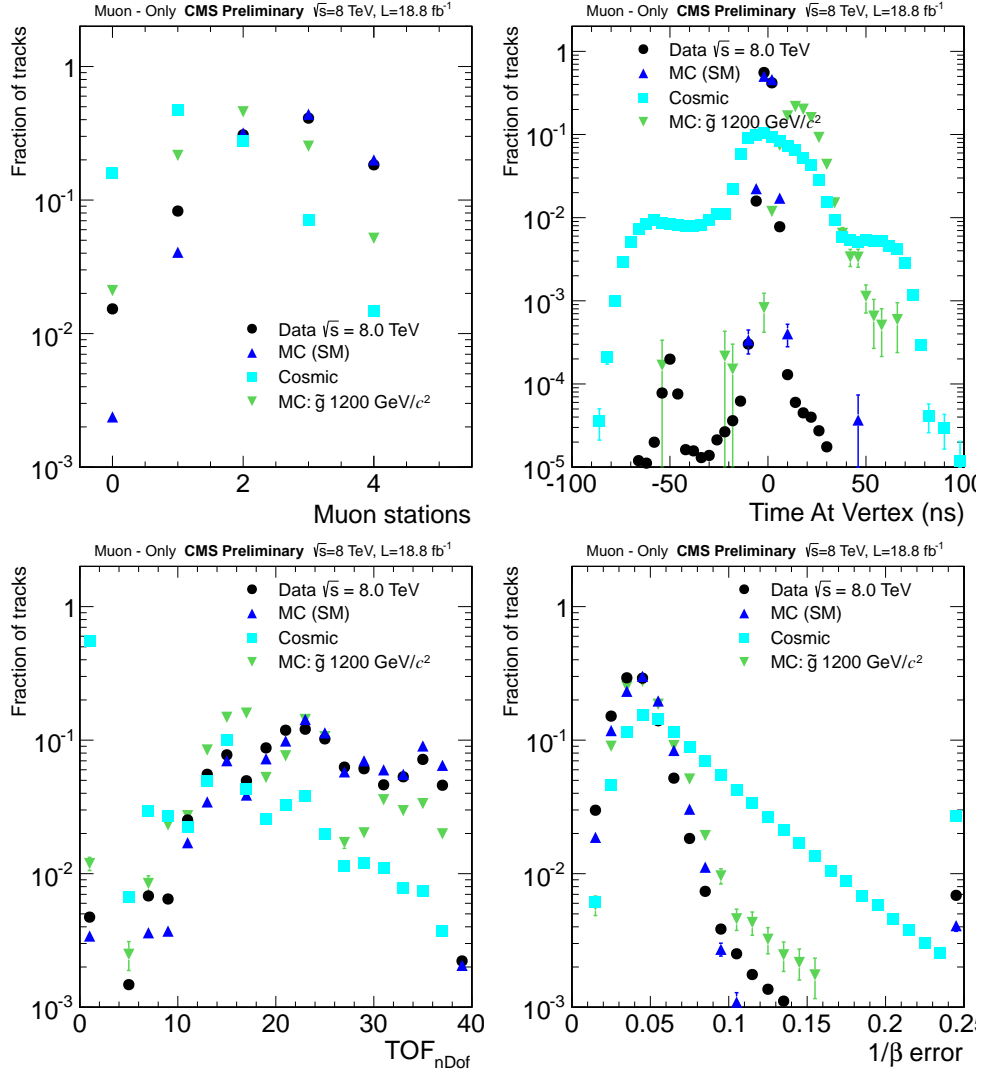 Muon - Only CMS Preliminary √s=8 TeV, L=18.8 fb⁻¹
Fraction of tracks
1
10⁻¹
10⁻²
10⁻³
Data √s = 8.0 TeV
MC (SM)
Cosmic
MC: g̃ 1200 GeV/c²
0 2 4
Muon stations
Muon - Only CMS Preliminary √s=8 TeV, L=18.8 fb⁻¹
Fraction of tracks
Data √s = 8.0 TeV
MC (SM)
Cosmic
MC: g̃ 1200 GeV/c²
1
10⁻¹
10⁻²
10⁻³
10⁻⁴
10⁻⁵
-100 -50 0 50 100
Time At Vertex (ns)
Muon - Only CMS Preliminary √s=8 TeV, L=18.8 fb⁻¹
Fraction of tracks
Data √s = 8.0 TeV
MC (SM)
Cosmic
MC: g̃ 1200 GeV/c²
1
10⁻¹
10⁻²
10⁻³
0 10 20 30 40
TOF_nDof
Muon - Only CMS Preliminary √s=8 TeV, L=18.8 fb⁻¹
Fraction of tracks
Data √s = 8.0 TeV
MC (SM)
Cosmic
MC: g̃ 1200 GeV/c²
1
10⁻¹
10⁻²
10⁻³
0 0.05 0.1 0.15 0.2 0.25
1/β error